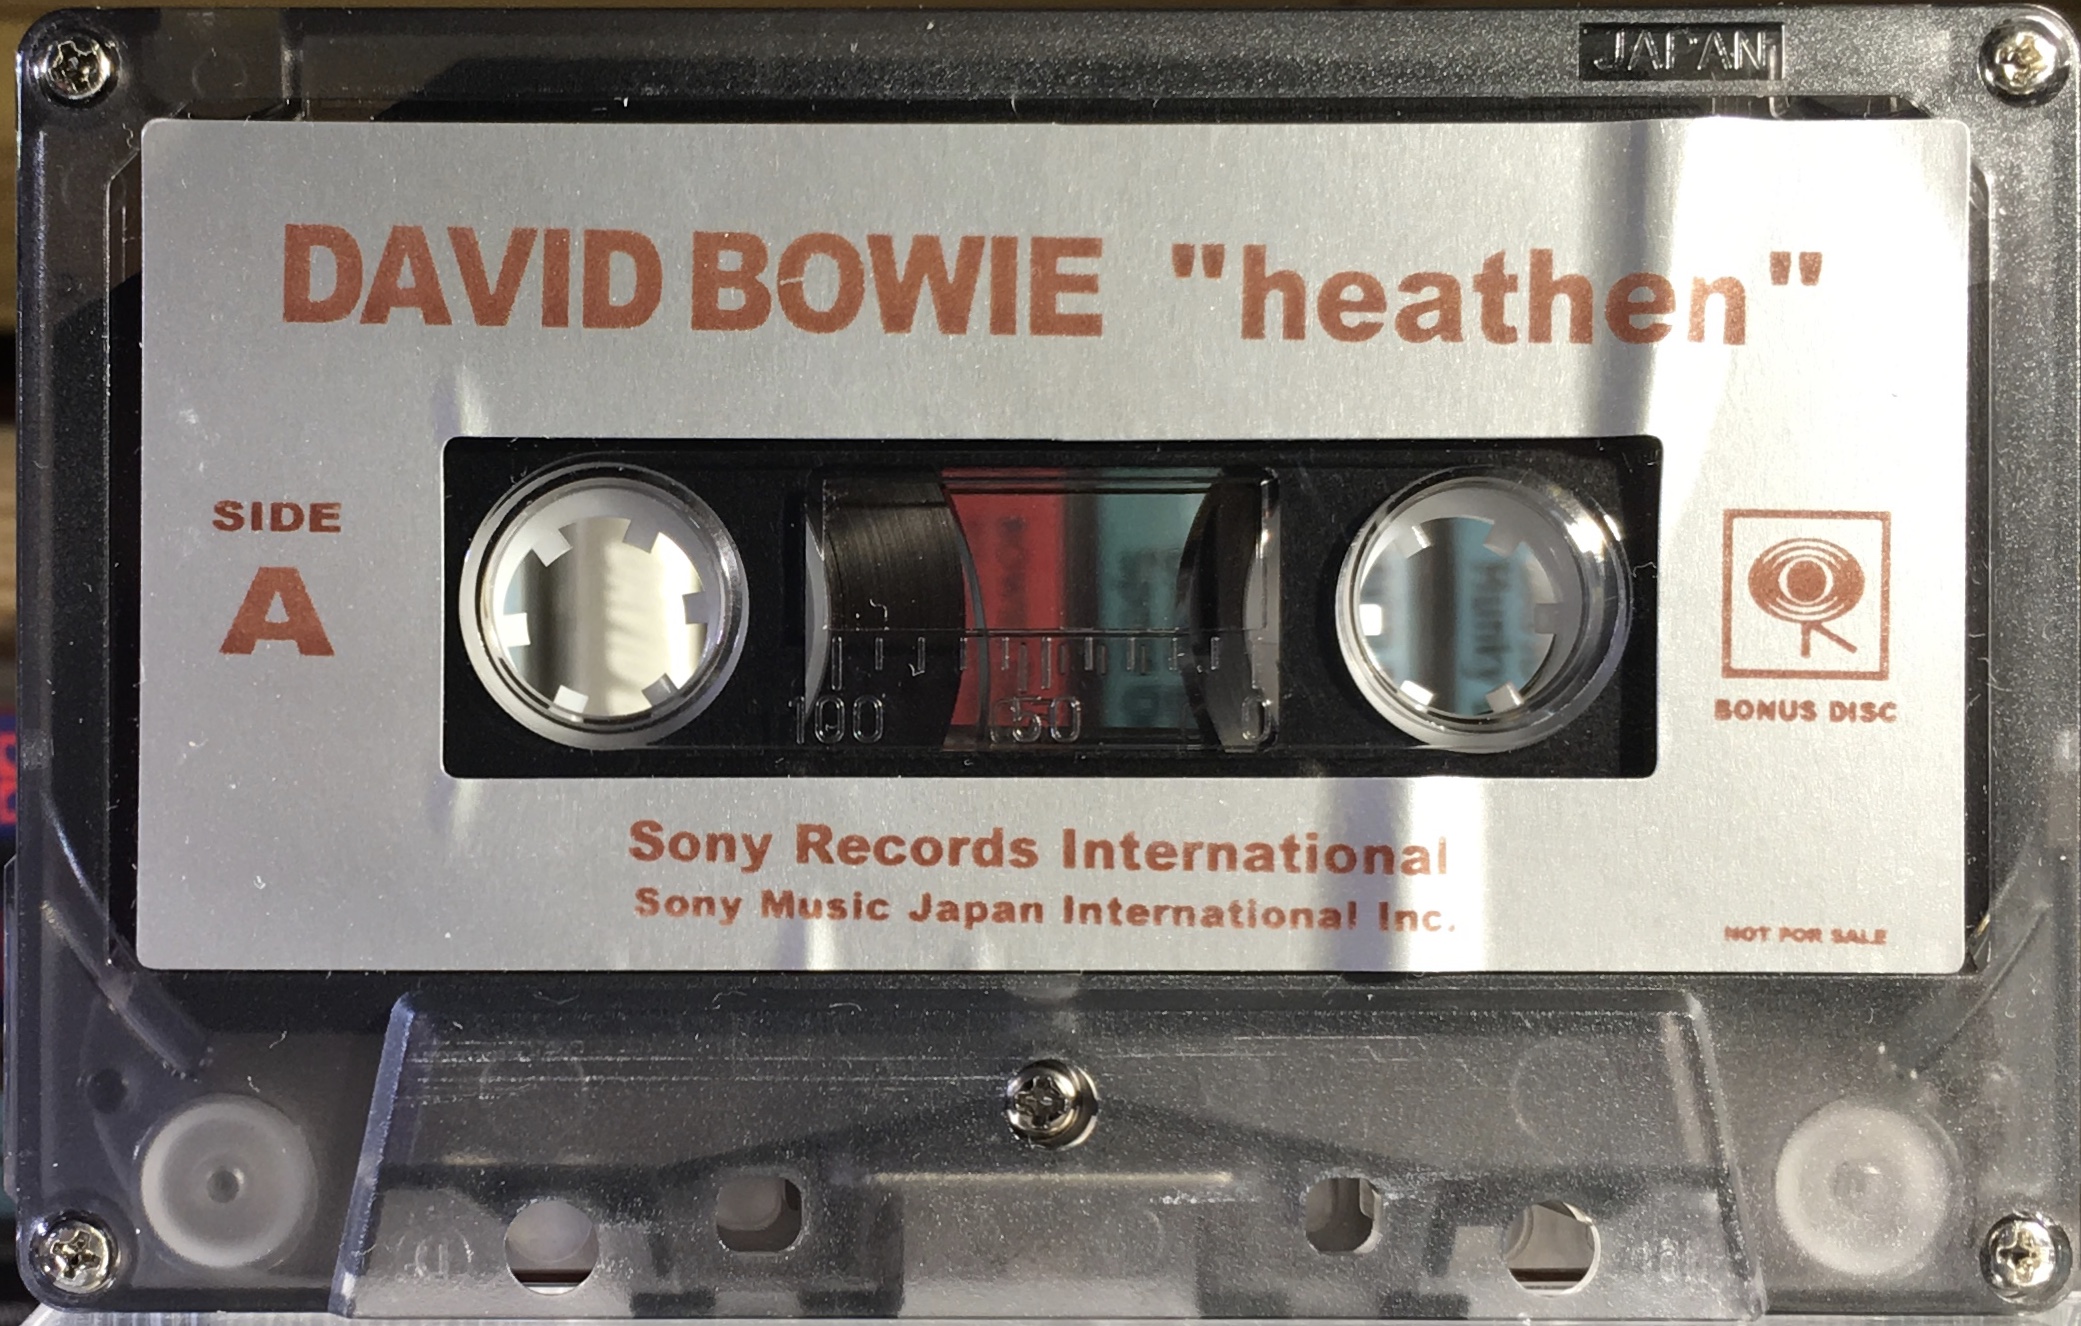 JAPAN
DAVID BOWIE "heathen"
SIDE
A
100 50 0
BONUS DISC
Sony Records International
Sony Music Japan International Inc.
NOT FOR SALE